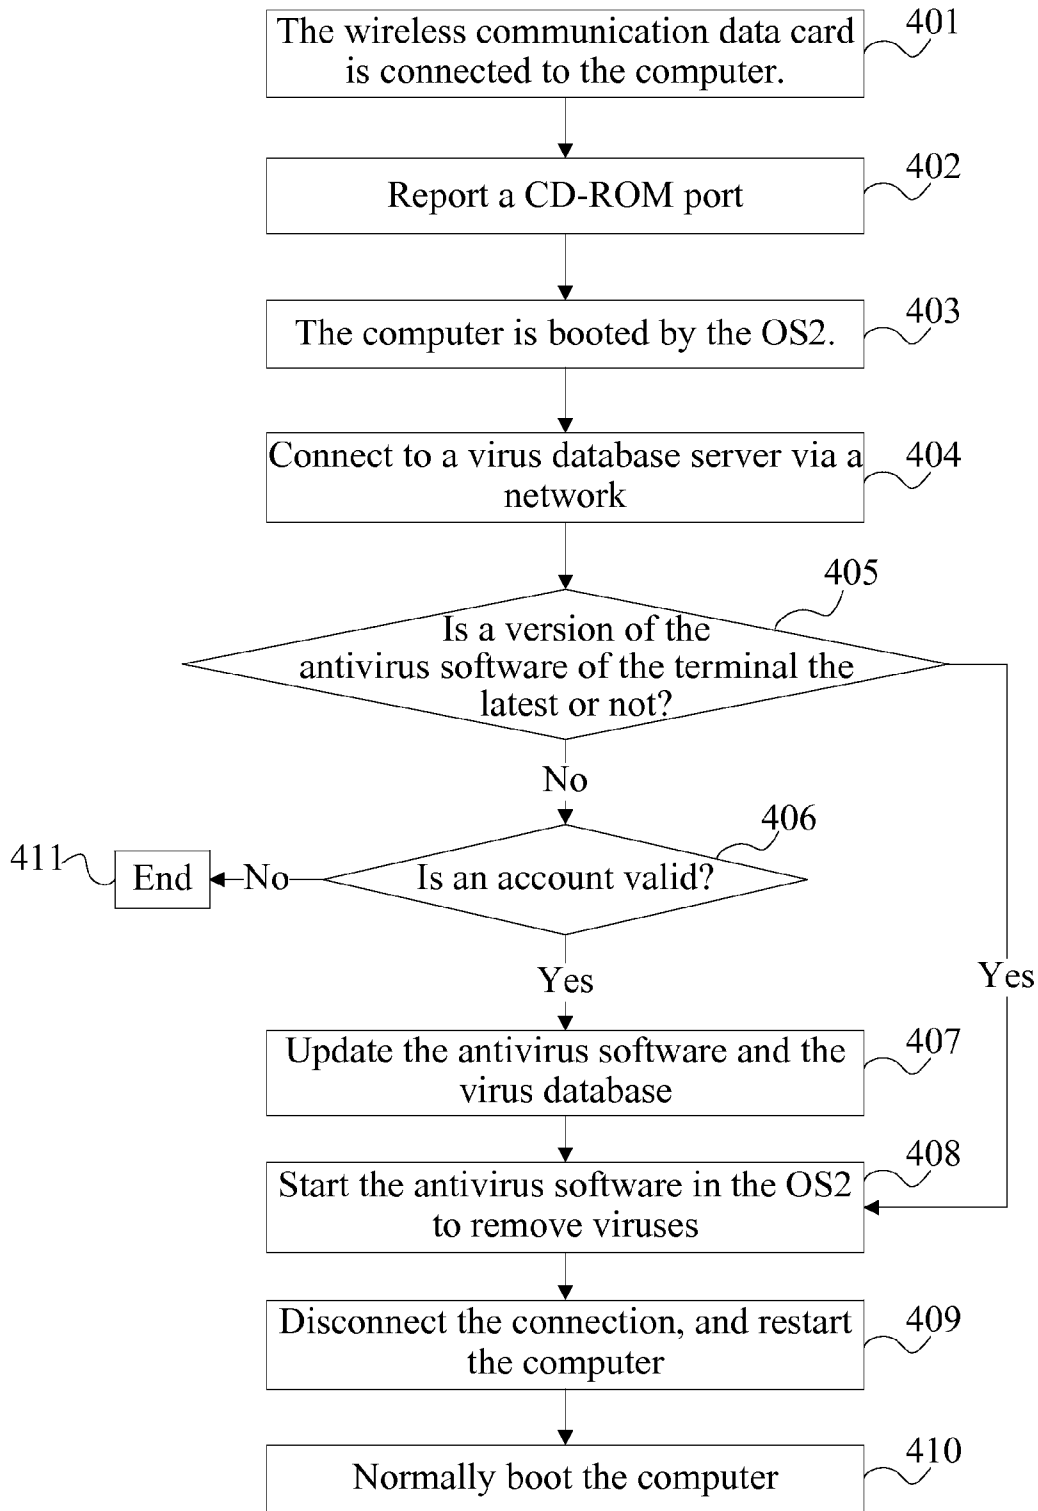 The wireless communication data card
is connected to the computer.
401
Report a CD-ROM port
402
The computer is booted by the OS2.
403
Connect to a virus database server via a
network
404
405
Is a version of the
antivirus software of the terminal the
latest or not?
No
406
411
End
No
Is an account valid?
Yes
Yes
Update the antivirus software and the
virus database
407
Start the antivirus software in the OS2
to remove viruses
408
Disconnect the connection, and restart
the computer
409
Normally boot the computer
410